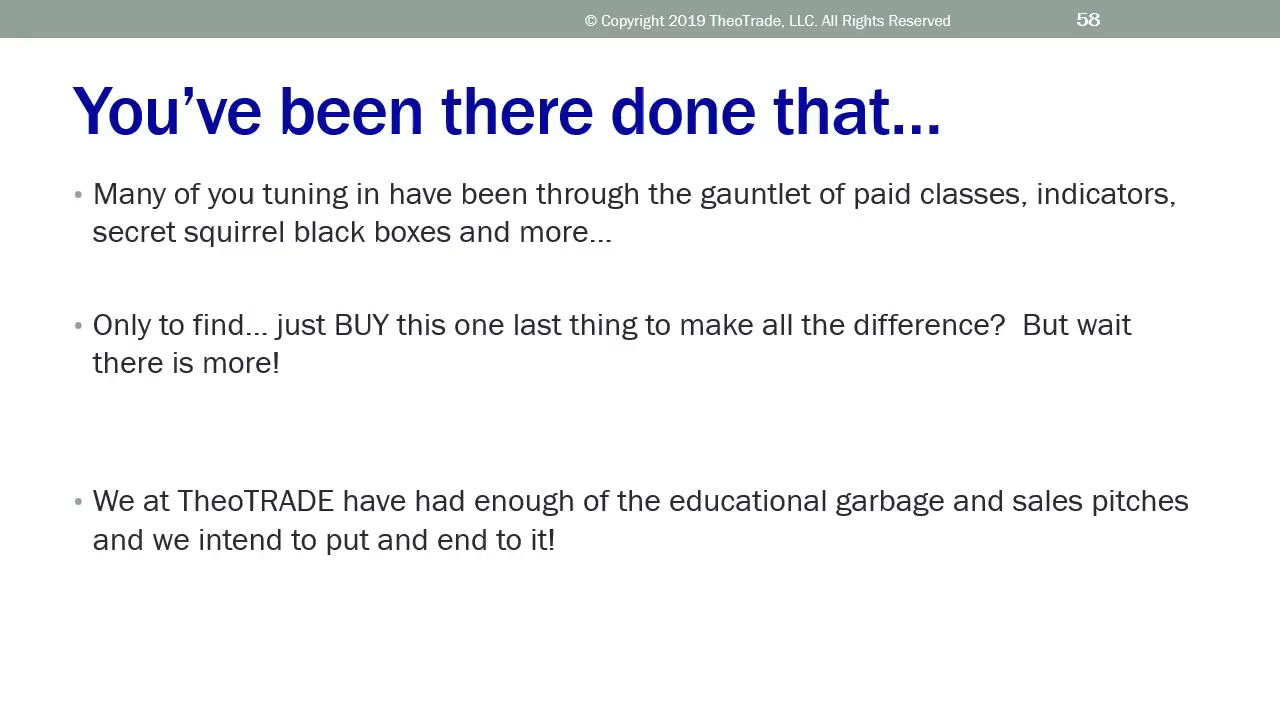 © Copyright 2019 TheoTrade, LLC. All Rights Reserved 58
You’ve been there done that…
• Many of you tuning in have been through the gauntlet of paid classes, indicators,
secret squirrel black boxes and more…
• Only to find… just BUY this one last thing to make all the difference?  But wait
there is more!
• We at TheoTRADE have had enough of the educational garbage and sales pitches
and we intend to put and end to it!